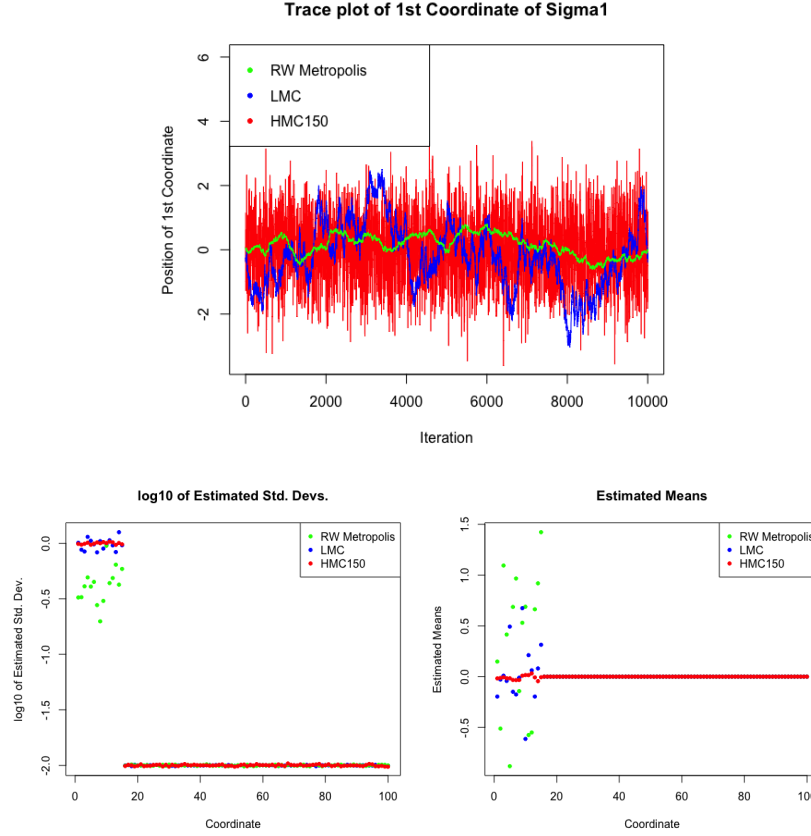 Trace plot of 1st Coordinate of Sigma1
RW Metropolis
LMC
HMC150
Position of 1st Coordinate
6
4
2
0
-2
0 2000 4000 6000 8000 10000
Iteration
log10 of Estimated Std. Devs.
RW Metropolis
LMC
HMC150
log10 of Estimated Std. Dev.
0.0
-0.5
-1.0
-1.5
-2.0
0 20 40 60 80 100
Coordinate
Estimated Means
RW Metropolis
LMC
HMC150
Estimated Means
1.5
1.0
0.5
0.0
-0.5
0 20 40 60 80 100
Coordinate